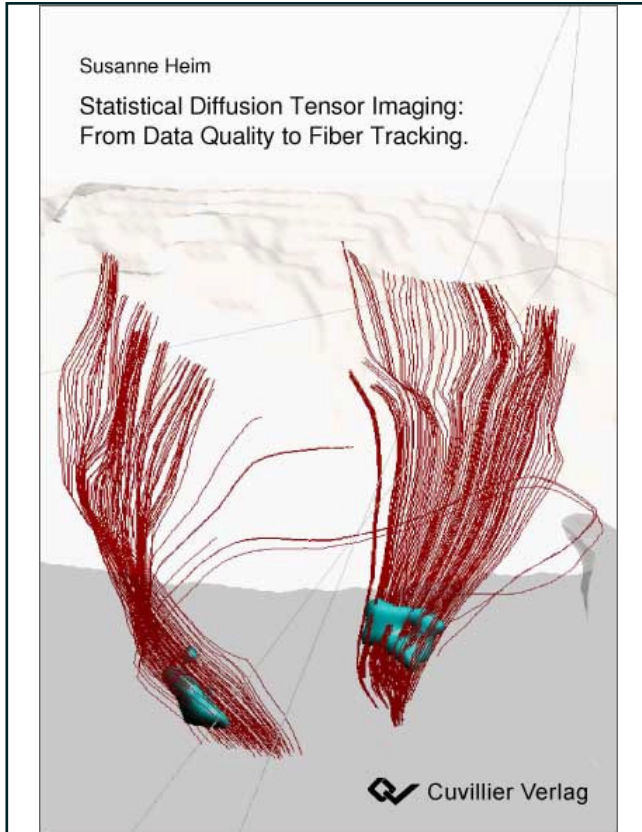 Susanne Heim
Statistical Diffusion Tensor Imaging:
From Data Quality to Fiber Tracking.
Cuvillier Verlag